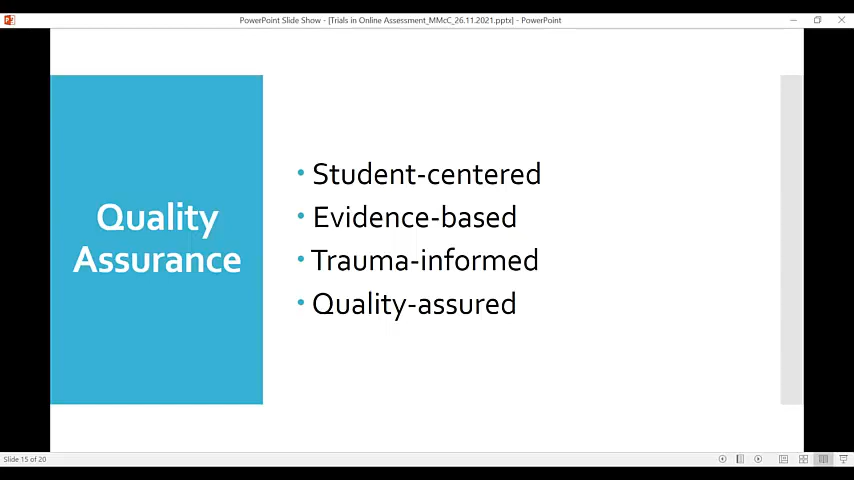 PowerPoint Slide Show - [Trials in Online Assessment_MMcC_26.11.2021.pptx] - PowerPoint
Quality
Assurance
• Student-centered
• Evidence-based
• Trauma-informed
• Quality-assured
Slide 15 of 20